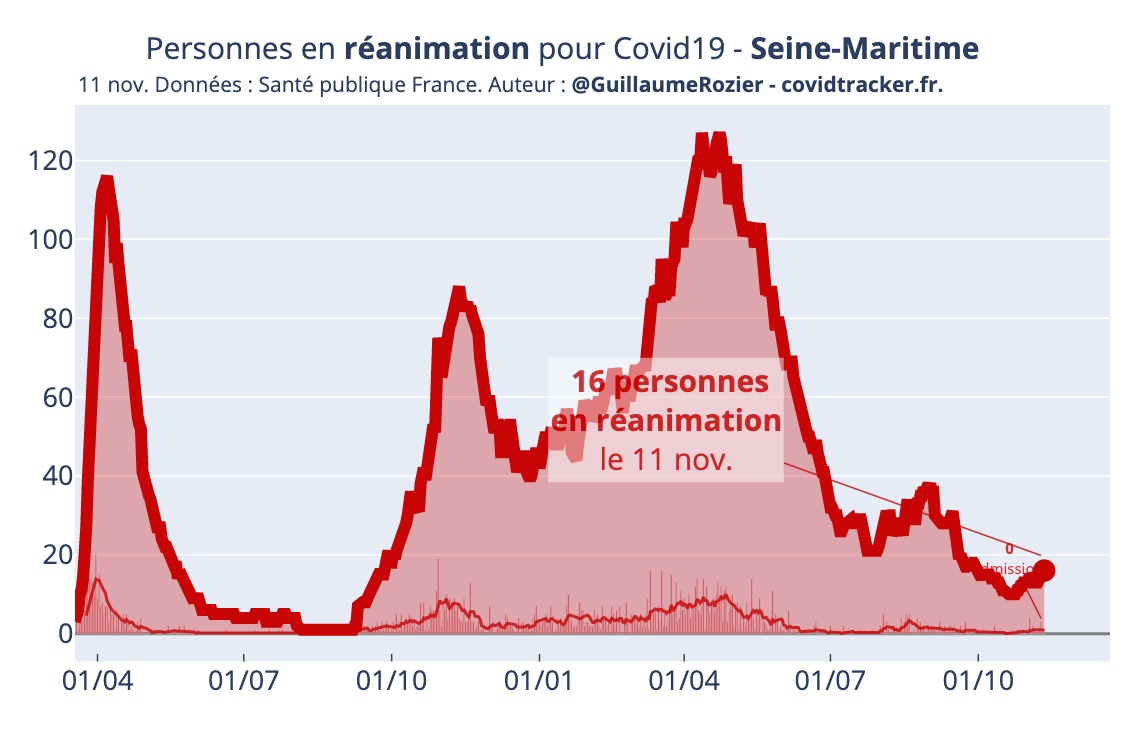 Personnes en réanimation pour Covid19 - Seine-Maritime
11 nov. Données : Santé publique France. Auteur : @GuillaumeRozier - covidtracker.fr.
120
100
80
60
40
20
0
16 personnes
en réanimation
le 11 nov.
0
01/04 01/07 01/10 01/01 01/04 01/07 01/10